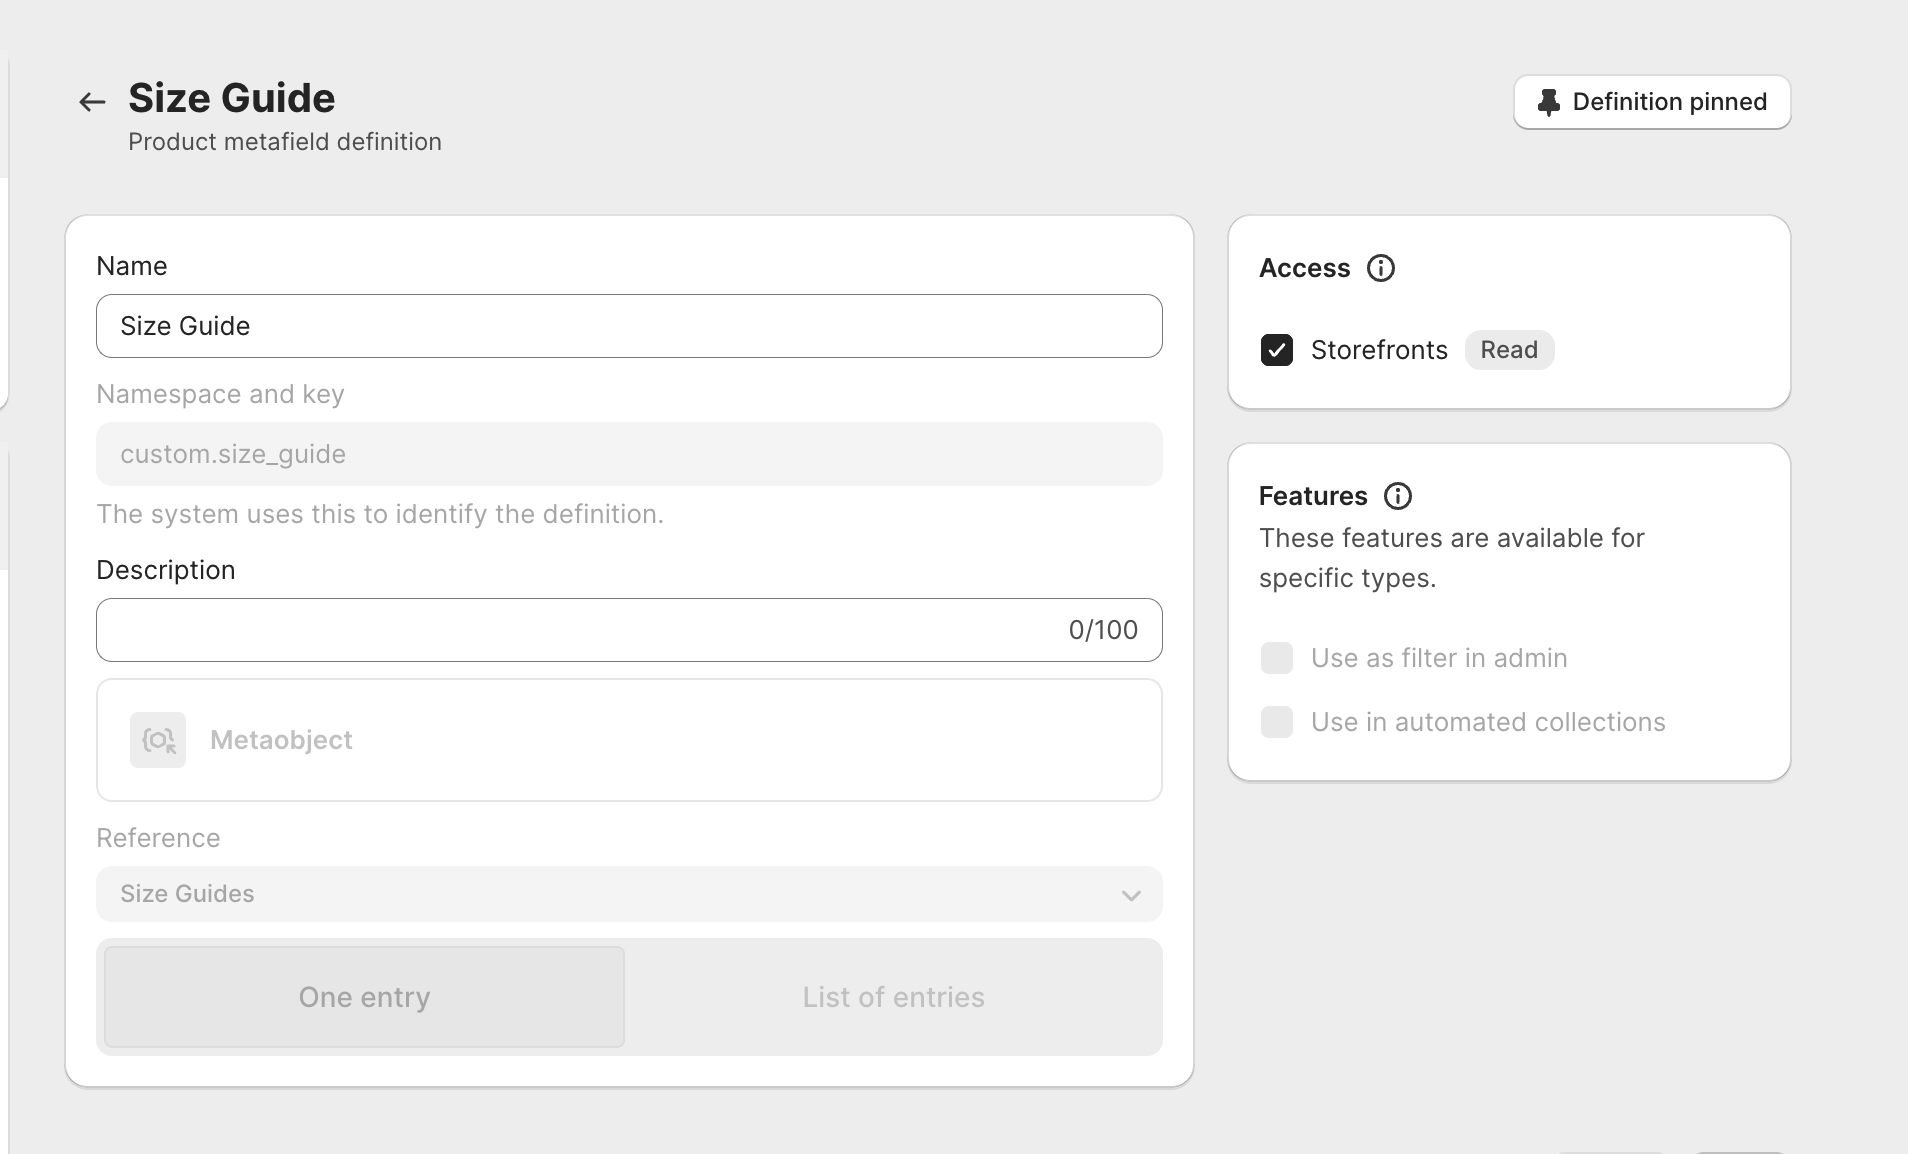 Size Guide
Product metafield definition
Definition pinned
Name
Size Guide
Namespace and key
custom.size_guide
The system uses this to identify the definition.
Description
0/100
Metaobject
Reference
Size Guides
One entry
List of entries
Access
Storefronts Read
Features
These features are available for
specific types.
Use as filter in admin
Use in automated collections